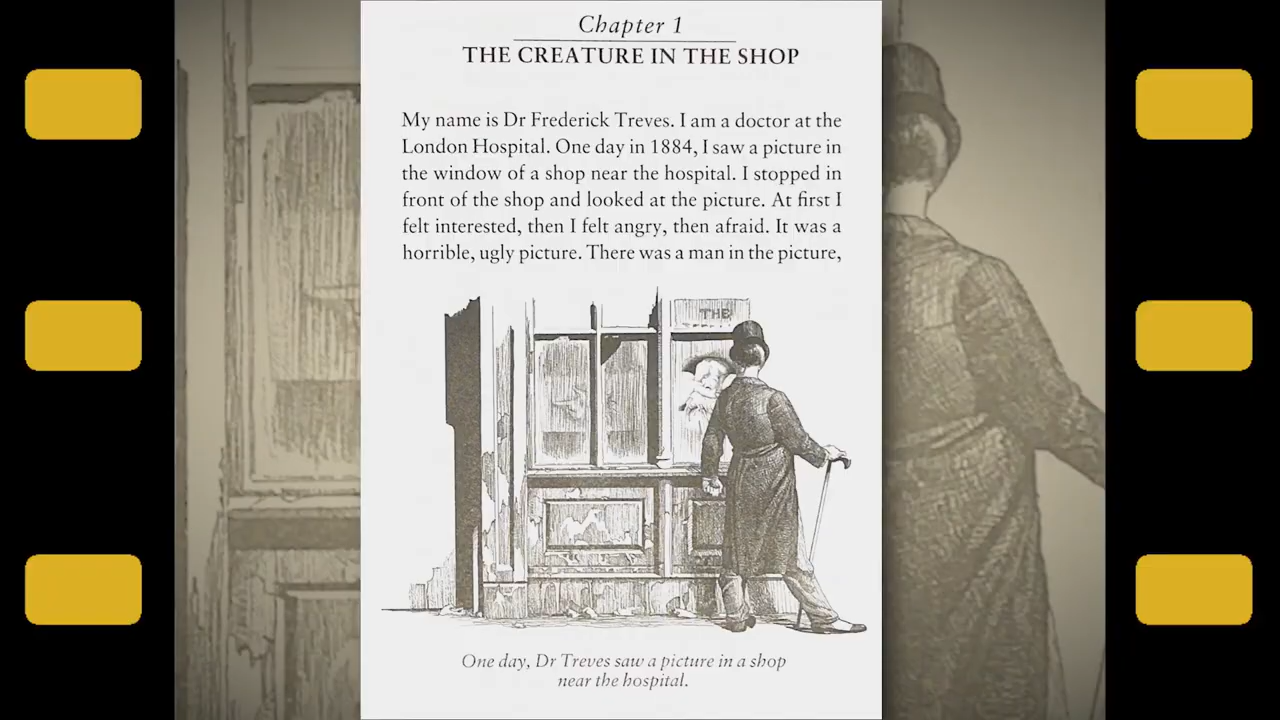 Chapter 1
THE CREATURE IN THE SHOP
My name is Dr Frederick Treves. I am a doctor at the
London Hospital. One day in 1884, I saw a picture in
the window of a shop near the hospital. I stopped in
front of the shop and looked at the picture. At first I
felt interested, then I felt angry, then afraid. It was a
horrible, ugly picture. There was a man in the picture,
THE
One day, Dr Treves saw a picture in a shop
near the hospital.